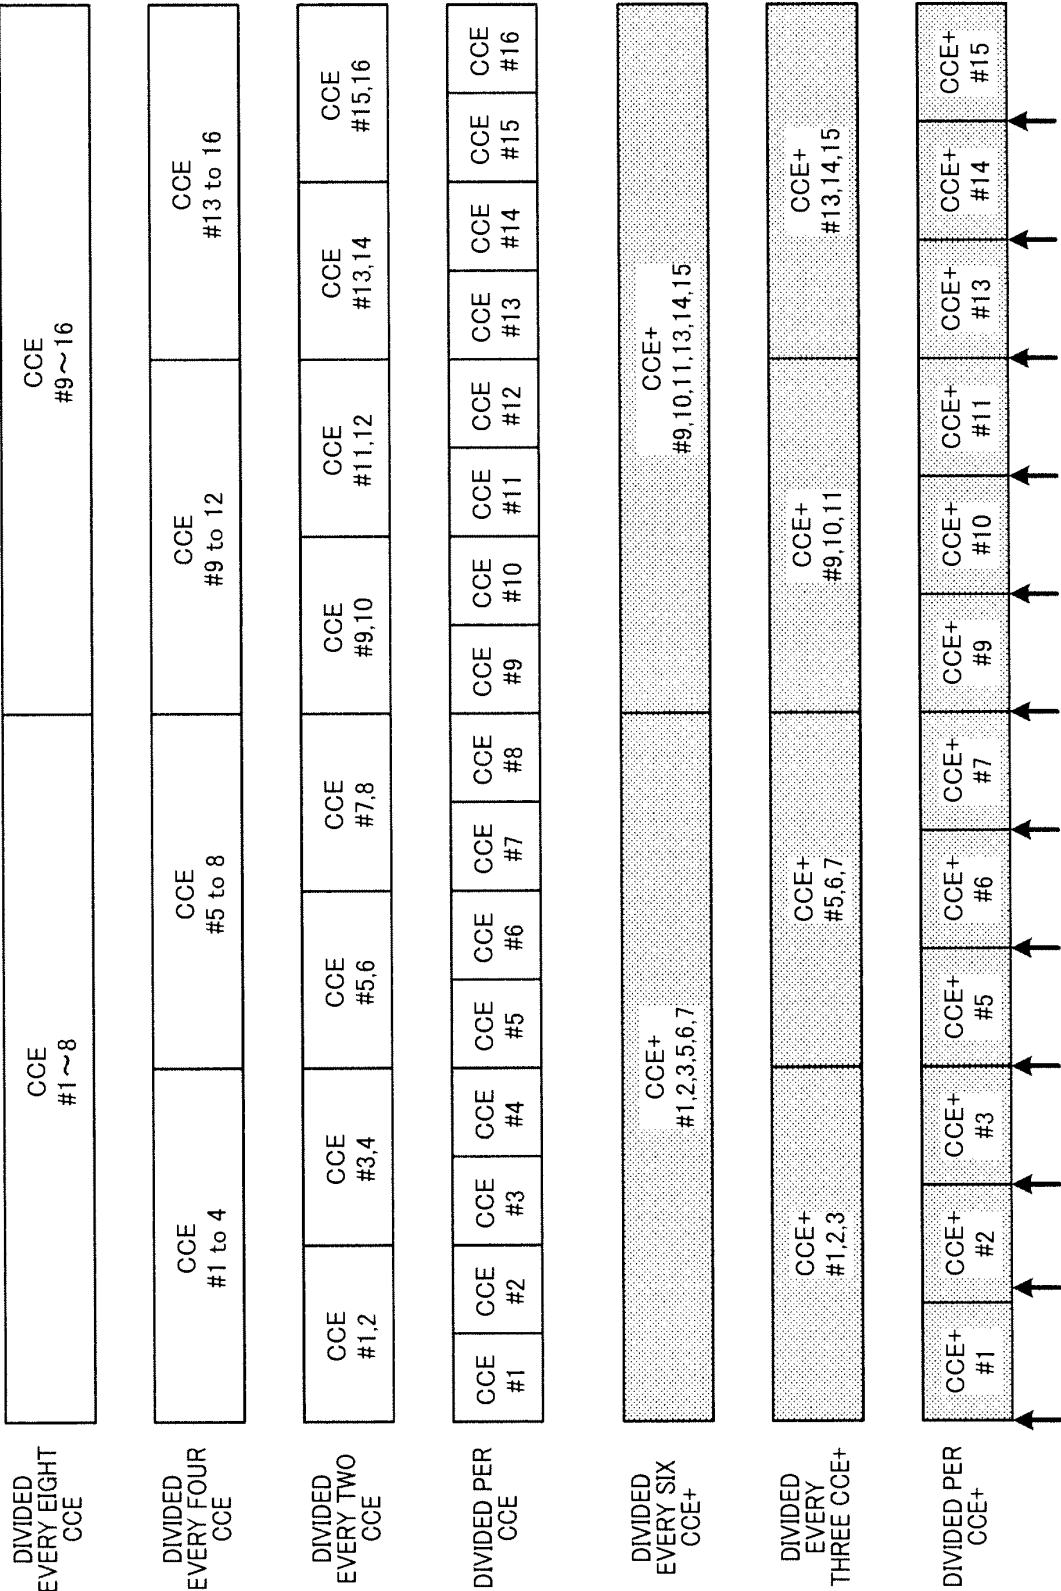 DIVIDED
EVERY EIGHT
CCE
CCE
#1～8
CCE
#9～16
DIVIDED
EVERY FOUR
CCE
CCE
#1 to 4
CCE
#5 to 8
CCE
#9 to 12
CCE
#13 to 16
DIVIDED
EVERY TWO
CCE
CCE
#1,2
CCE
#3,4
CCE
#5,6
CCE
#7,8
CCE
#9,10
CCE
#11,12
CCE
#13,14
CCE
#15,16
DIVIDED PER
CCE
CCE
#1
CCE
#2
CCE
#3
CCE
#4
CCE
#5
CCE
#6
CCE
#7
CCE
#8
CCE
#9
CCE
#10
CCE
#11
CCE
#12
CCE
#13
CCE
#14
CCE
#15
CCE
#16
DIVIDED
EVERY SIX
CCE+
CCE+
#1,2,3,5,6,7
CCE+
#9,10,11,13,14,15
DIVIDED
EVERY
THREE CCE+
CCE+
#1,2,3
CCE+
#5,6,7
CCE+
#9,10,11
CCE+
#13,14,15
DIVIDED PER
CCE+
CCE+
#1
CCE+
#2
CCE+
#3
CCE+
#5
CCE+
#6
CCE+
#7
CCE+
#9
CCE+
#10
CCE+
#11
CCE+
#13
CCE+
#14
CCE+
#15